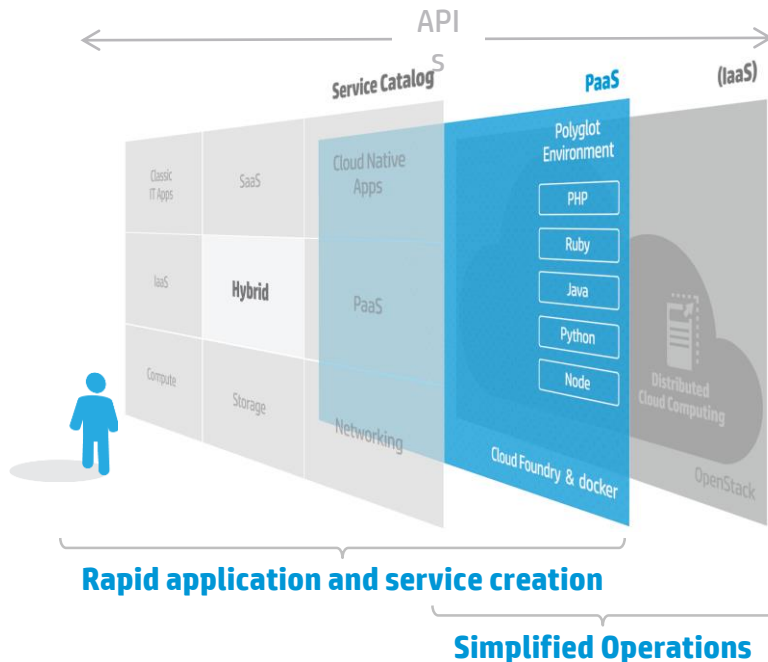 API
s
Service Catalog
PaaS
(IaaS)
Classic
IT Apps
SaaS
Cloud Native
Apps
IaaS
Hybrid
PaaS
Compute
Storage
Networking
Polyglot
Environment
PHP
Ruby
Java
Python
Node
Cloud Foundry & docker
Distributed
Cloud Computing
OpenStack
Rapid application and service creation
Simplified Operations